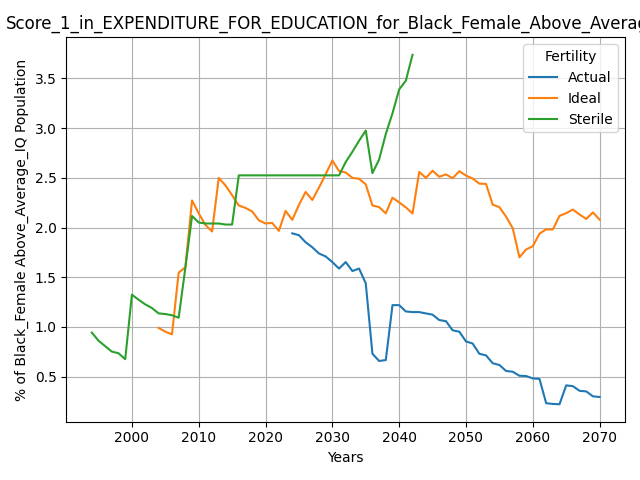 Score_1_in_EXPENDITURE_FOR_EDUCATION_for_Black_Female_Above_Averag
% of Black_Female Above_Average_IQ Population
3.5
3.0
2.5
2.0
1.5
1.0
0.5
Fertility
Actual
Ideal
Sterile
2000 2010 2020 2030 2040 2050 2060 2070
Years